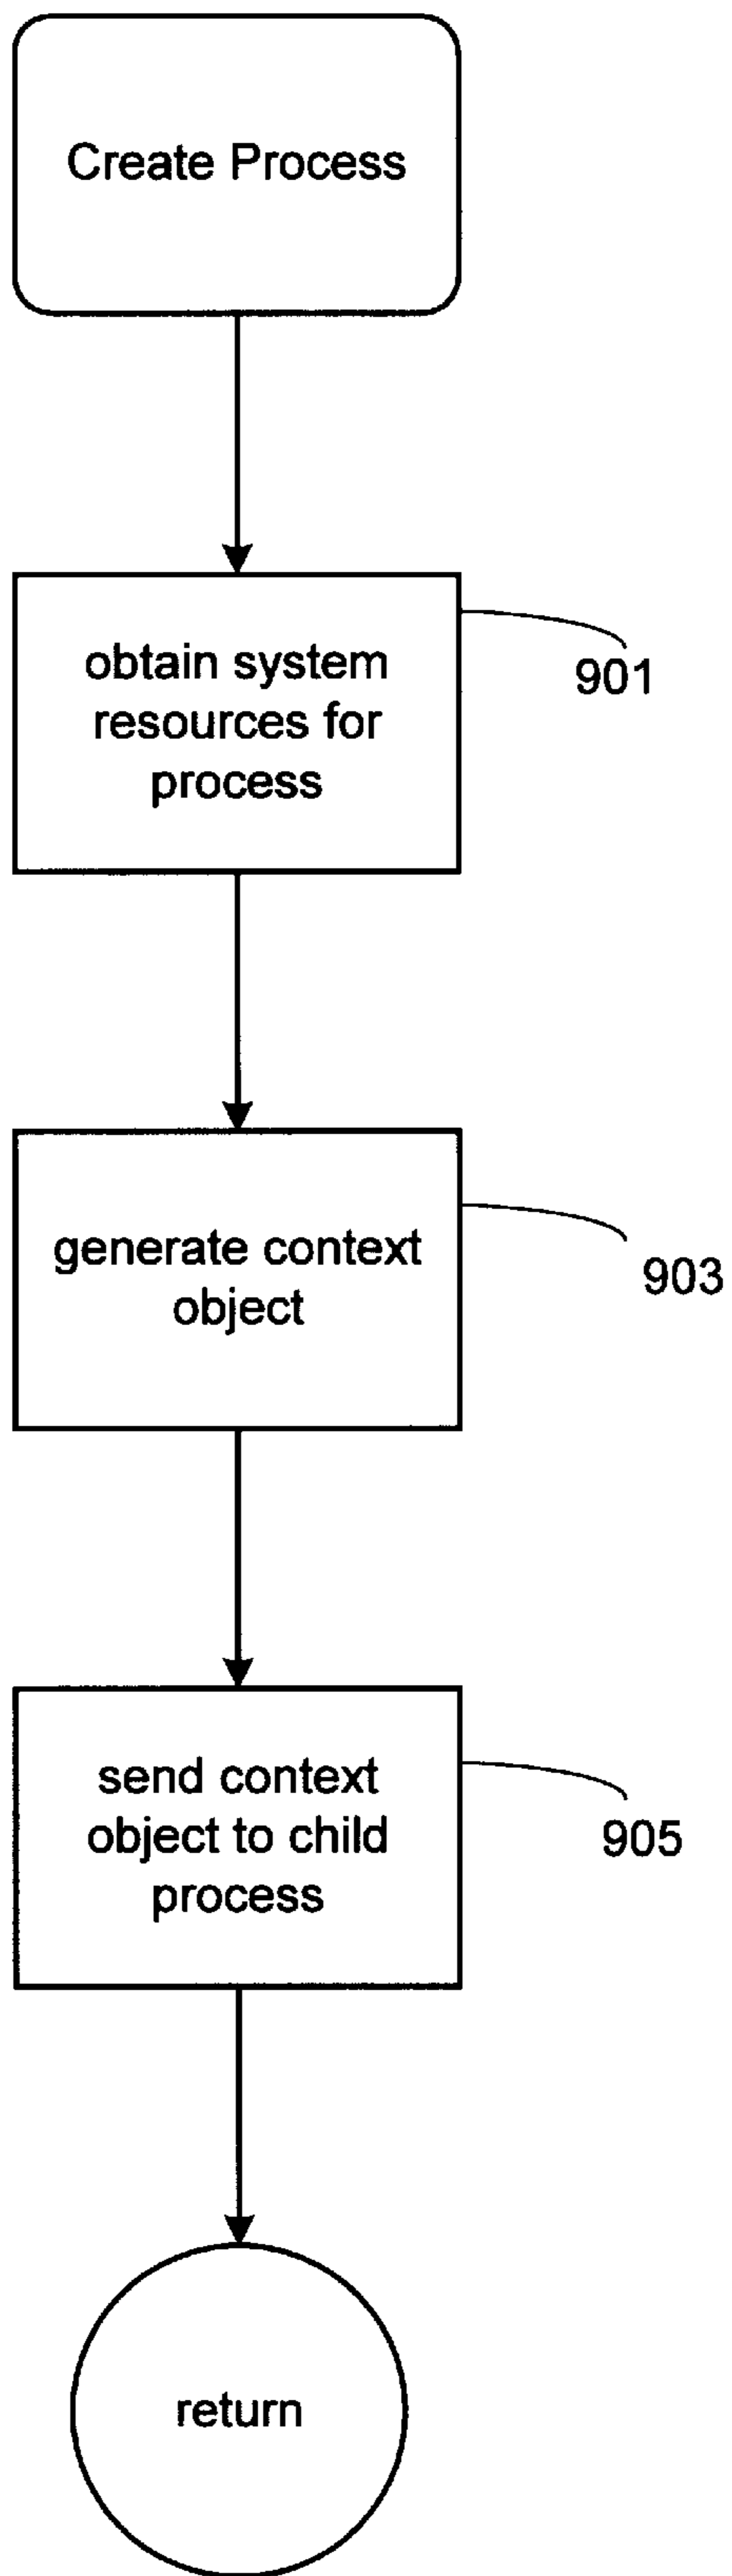 Create Process
obtain system
resources for
process
901
generate context
object
903
send context
object to child
process
905
return